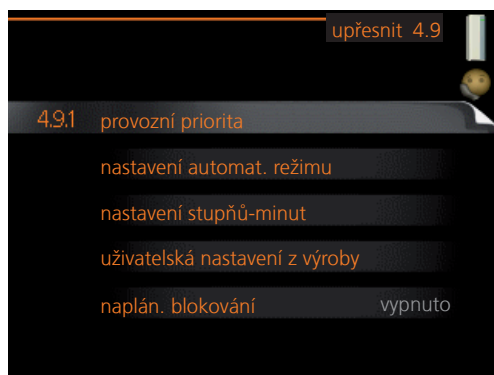 upřesnit 4.9
4.9.1 provozní priorita
nastavení automat. režimu
nastavení stupňů-minut
uživatelská nastavení z výroby
naplán. blokování vypnuto